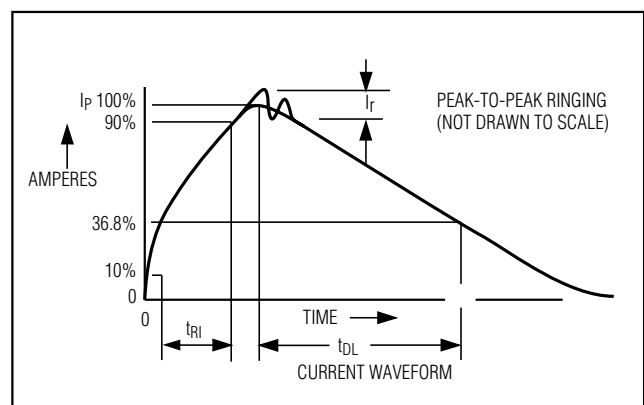 IP 100%
90%
AMPERES
36.8%
10%
0
0
tRI
TIME
tDL
CURRENT WAVEFORM
Ir
PEAK-TO-PEAK RINGING
(NOT DRAWN TO SCALE)